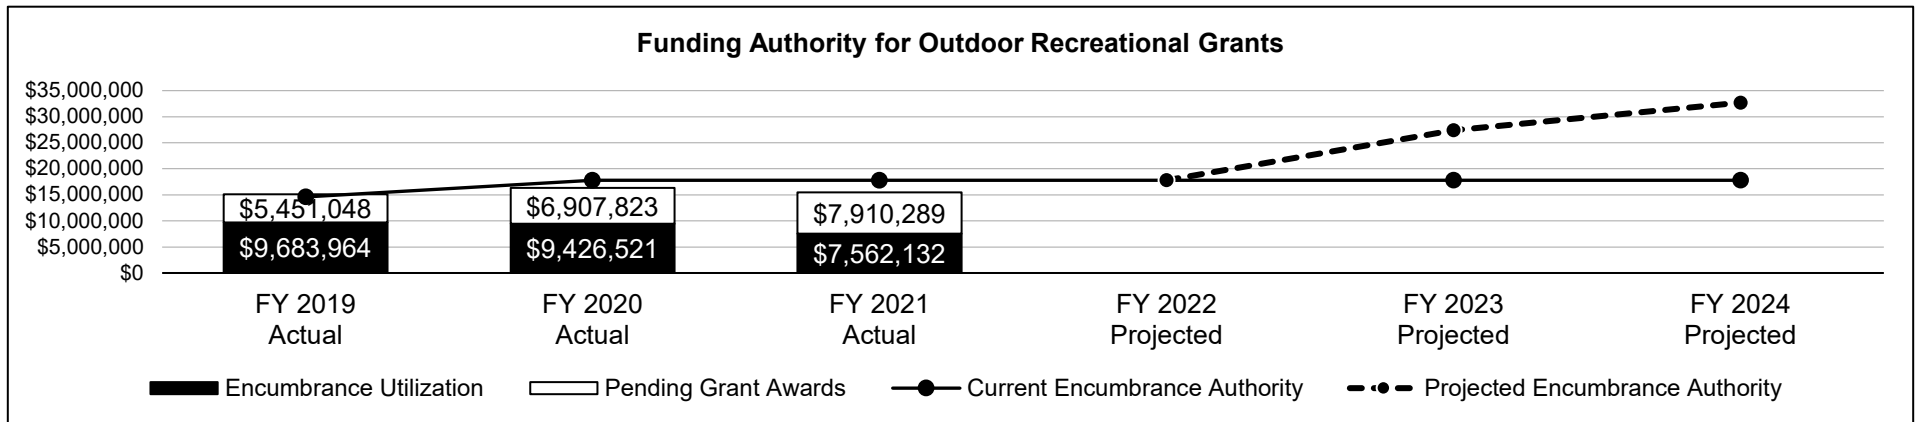 Funding Authority for Outdoor Recreational Grants
$35,000,000
$30,000,000
$25,000,000
$20,000,000
$15,000,000
$10,000,000
$5,000,000
$0
$5,451,048
$6,907,823
$7,910,289
$9,683,964
$9,426,521
$7,562,132
FY 2019
Actual
FY 2020
Actual
FY 2021
Actual
FY 2022
Projected
FY 2023
Projected
FY 2024
Projected
Encumbrance Utilization
Pending Grant Awards
Current Encumbrance Authority
Projected Encumbrance Authority